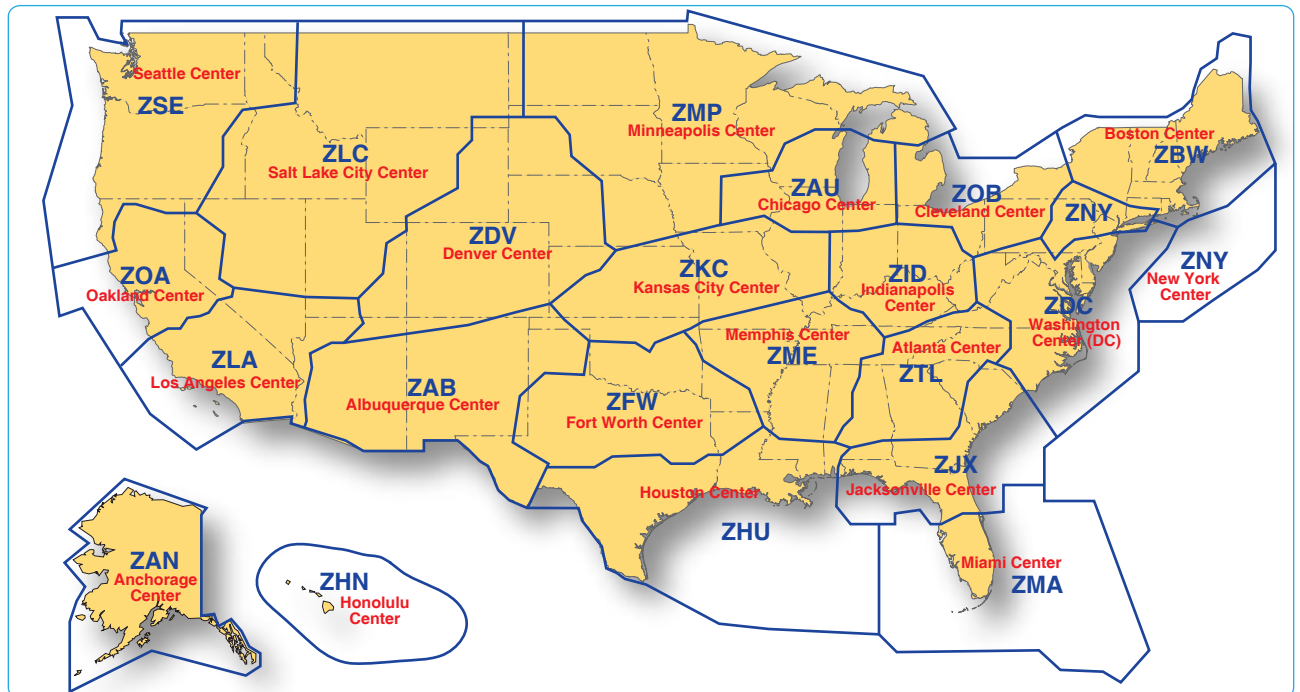 Seattle Center
ZSE
ZLC
Salt Lake City Center
ZMP
Minneapolis Center
Boston Center
ZBW
ZAU
Chicago Center
ZOB
Cleveland Center
ZNY
ZDV
Denver Center
ZOA
Oakland Center
ZKC
Kansas City Center
ZID
Indianapolis
Center
ZNY
New York
Center
ZDC
Washington
Center (DC)
ZLA
Los Angeles Center
ZAB
Albuquerque Center
Memphis Center
ZME
Atlanta Center
ZTL
ZFW
Fort Worth Center
ZJX
Jacksonville Center
Houston Center
ZHU
Miami Center
ZMA
ZAN
Anchorage
Center
ZHN
Honolulu
Center